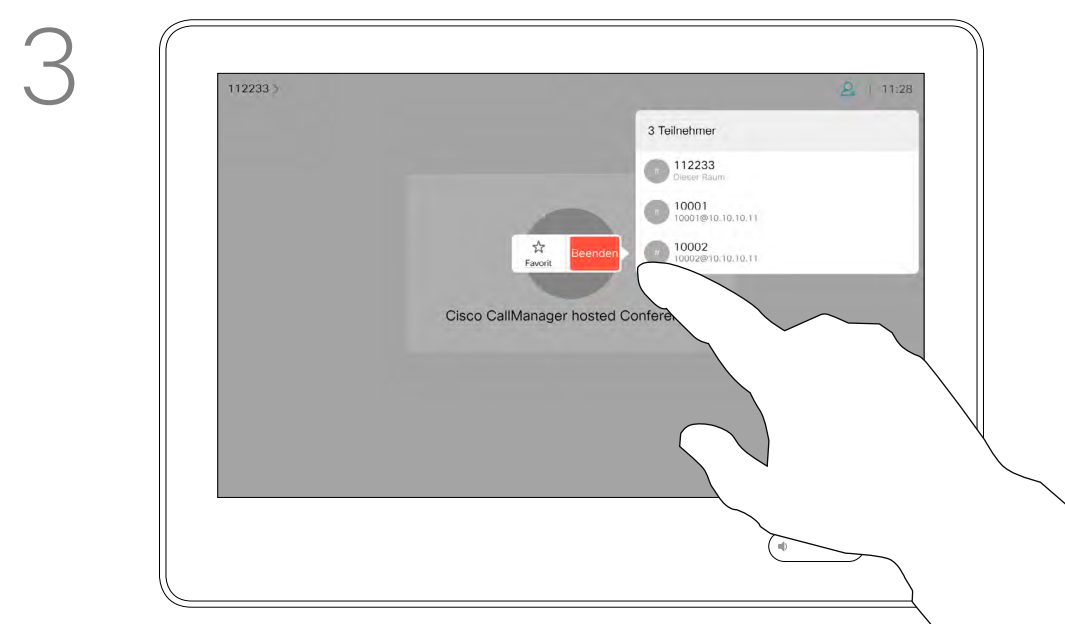 3
112233 >
11:28
3 Teilnehmer
112233
Dieser Raum
10001
10001@10.10.10.11
10002
10002@10.10.10.11
Favorit
Beenden
Cisco CallManager hosted